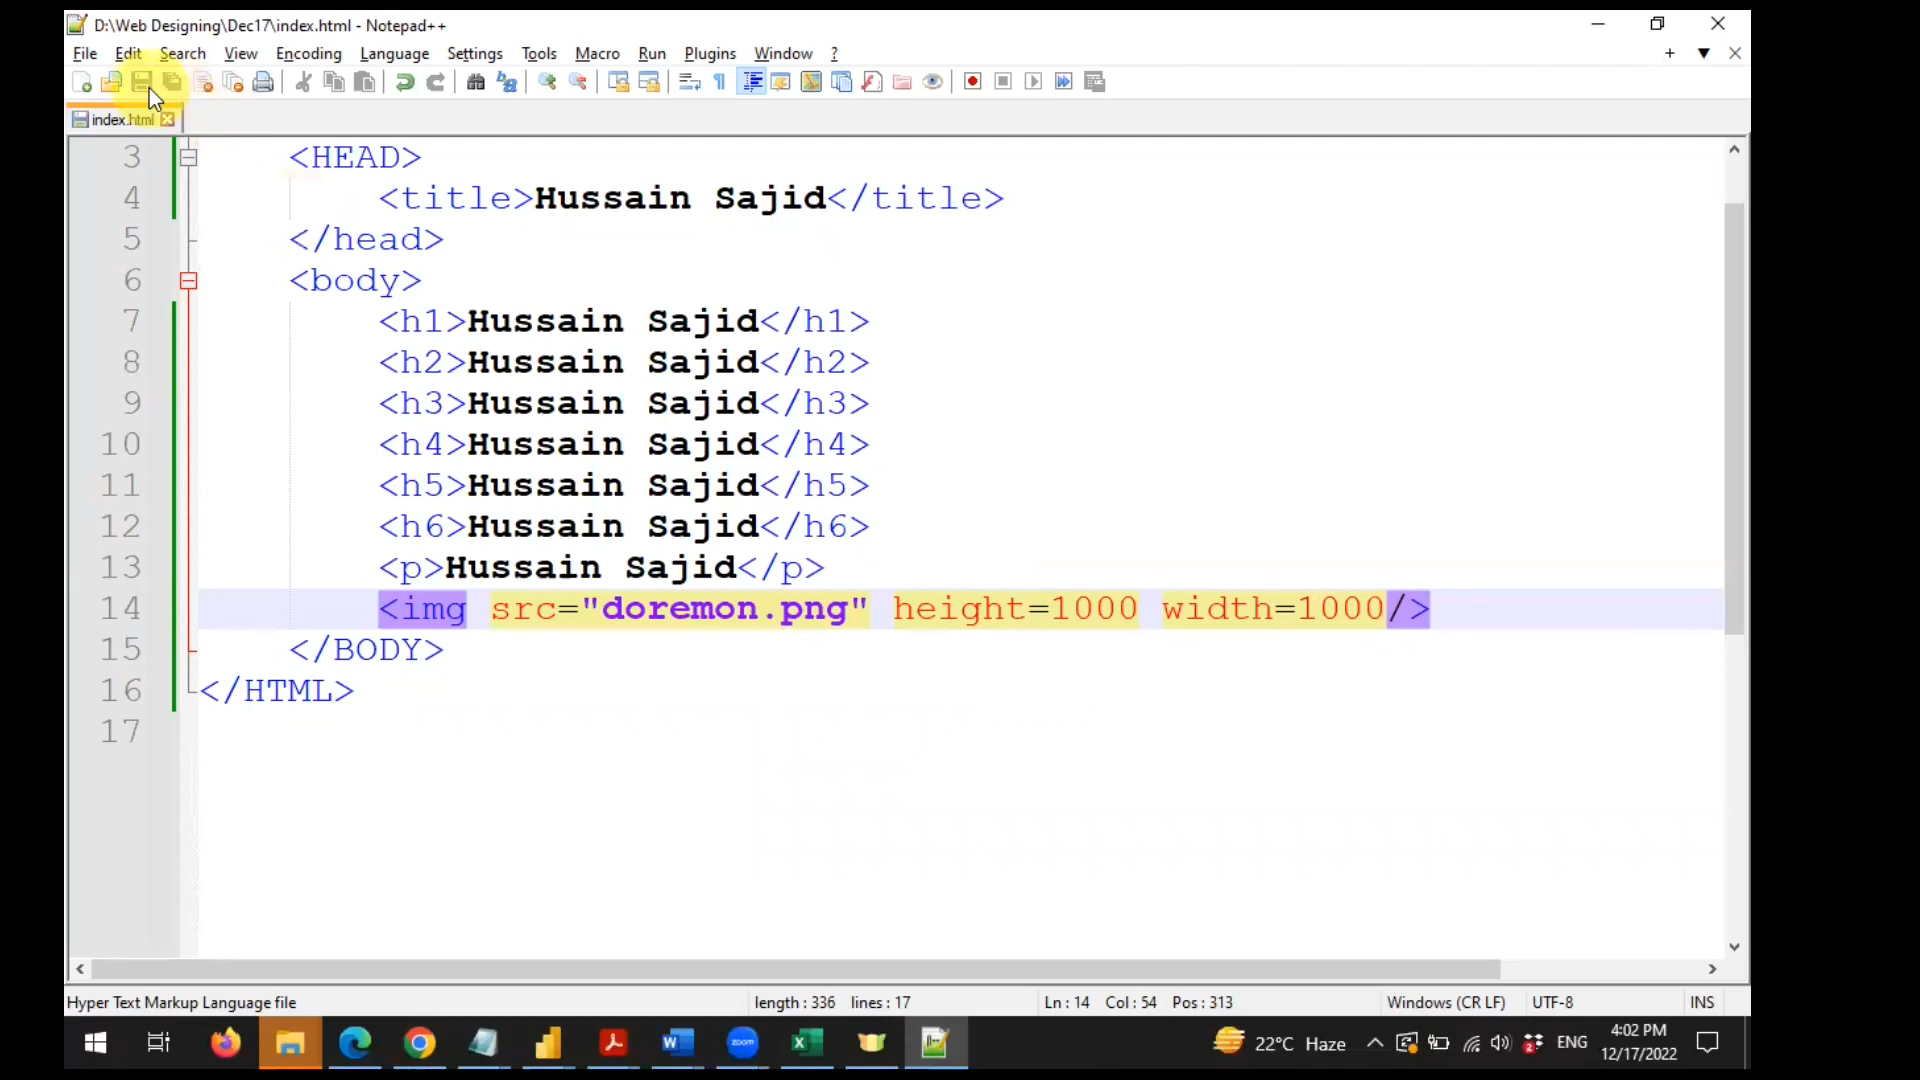 D:\Web Designing\Dec17\index.html - Notepad++
File Edit Search View Encoding Language Settings Tools Macro Run Plugins Window ?
index.html
3 <HEAD>
4 <title>Hussain Sajid</title>
5 </head>
6 <body>
7 <h1>Hussain Sajid</h1>
8 <h2>Hussain Sajid</h2>
9 <h3>Hussain Sajid</h3>
10 <h4>Hussain Sajid</h4>
11 <h5>Hussain Sajid</h5>
12 <h6>Hussain Sajid</h6>
13 <p>Hussain Sajid</p>
14 <img src="doremon.png" height=1000 width=1000/>
15 </BODY>
16 </HTML>
17
Hyper Text Markup Language file length : 336 lines : 17 Ln : 14 Col : 54 Pos : 313 Windows (CR LF) UTF-8 INS
22°C Haze ENG 4:02 PM
12/17/2022